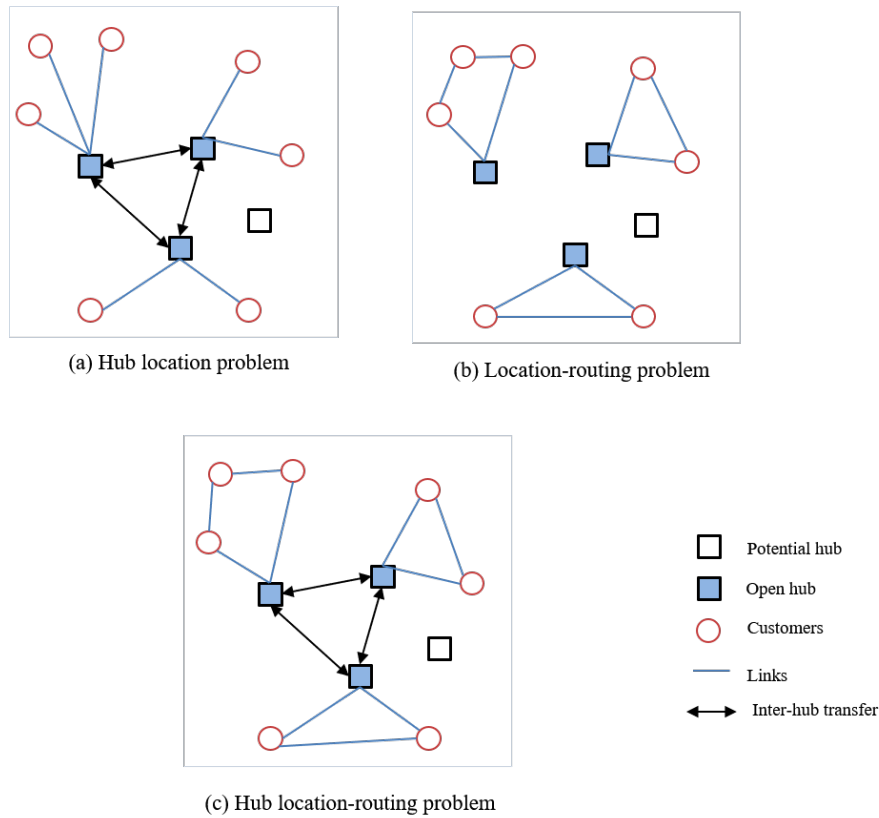 (a) Hub location problem
(b) Location-routing problem
Potential hub
Open hub
Customers
Links
Inter-hub transfer
(c) Hub location-routing problem